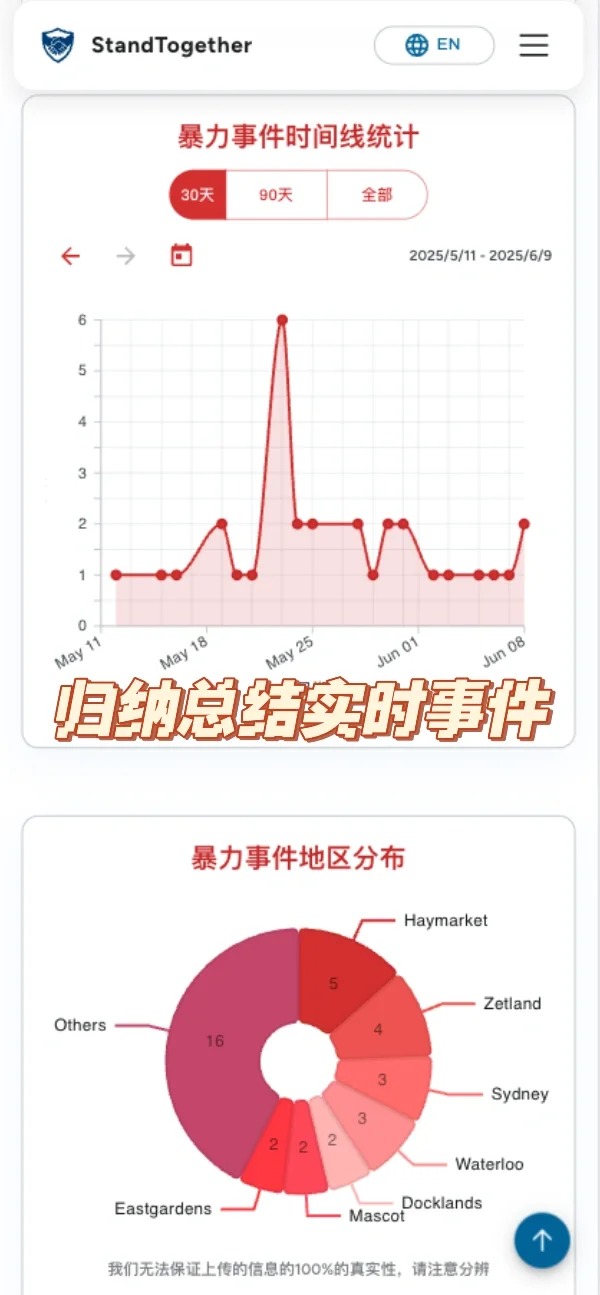 StandTogether
EN
暴力事件时间线统计
30天
90天
全部
2025/5/11 - 2025/6/9
6
5
4
3
2
1
0
May 11
May 18
May 25
Jun 01
Jun 08
归纳总结实时事件
暴力事件地区分布
Haymarket
5
Zetland
4
Others
16
Sydney
3
3
Waterloo
2
2
2
Docklands
Eastgardens
Mascot
我们无法保证上传的信息的100%的真实性，请注意分辨